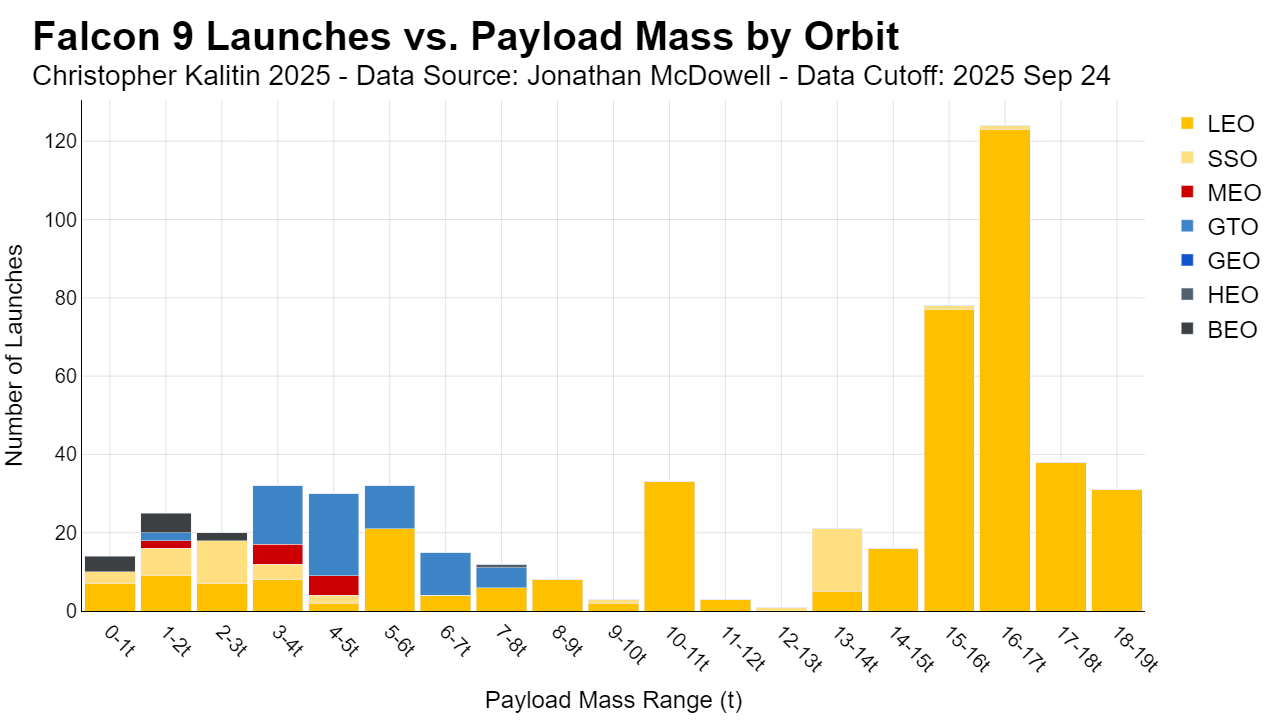 Falcon 9 Launches vs. Payload Mass by Orbit
Christopher Kalitin 2025 - Data Source: Jonathan McDowell - Data Cutoff: 2025 Sep 24
Number of Launches
120
100
80
60
40
20
0
0-1t
1-2t
2-3t
3-4t
4-5t
5-6t
6-7t
7-8t
8-9t
9-10t
10-11t
11-12t
12-13t
13-14t
14-15t
15-16t
16-17t
17-18t
18-19t
Payload Mass Range (t)
LEO
SSO
MEO
GTO
GEO
HEO
BEO